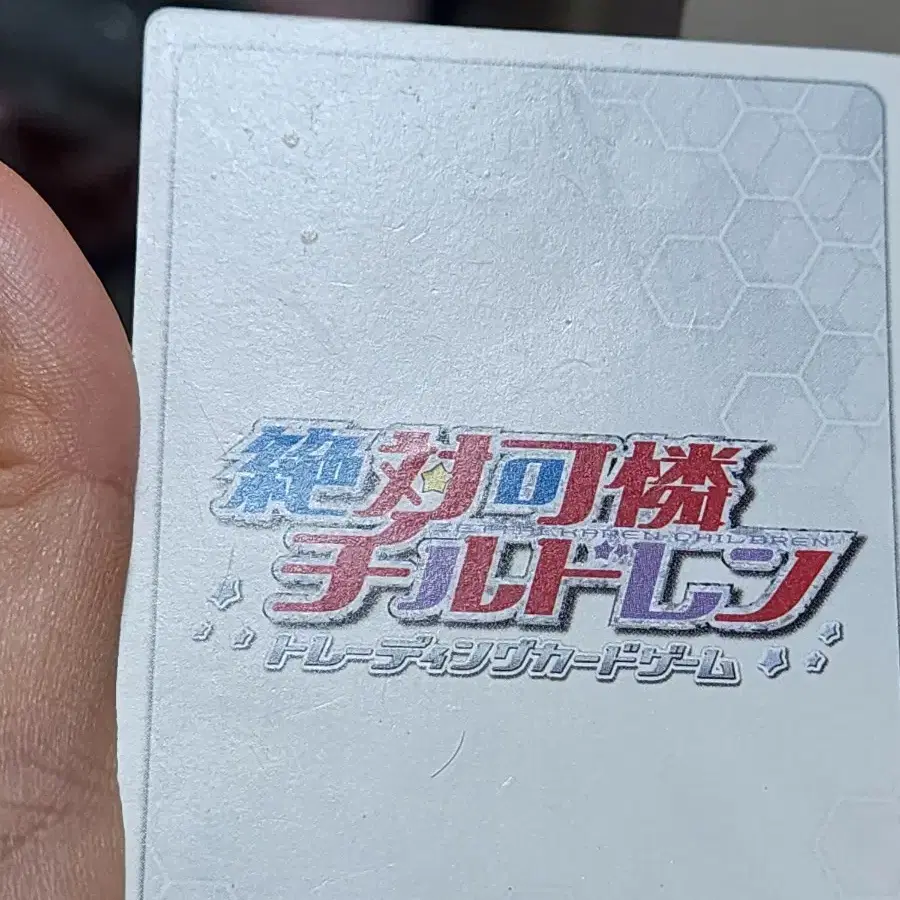 絶対可憐
チルドレン
トレーディングカードゲーム